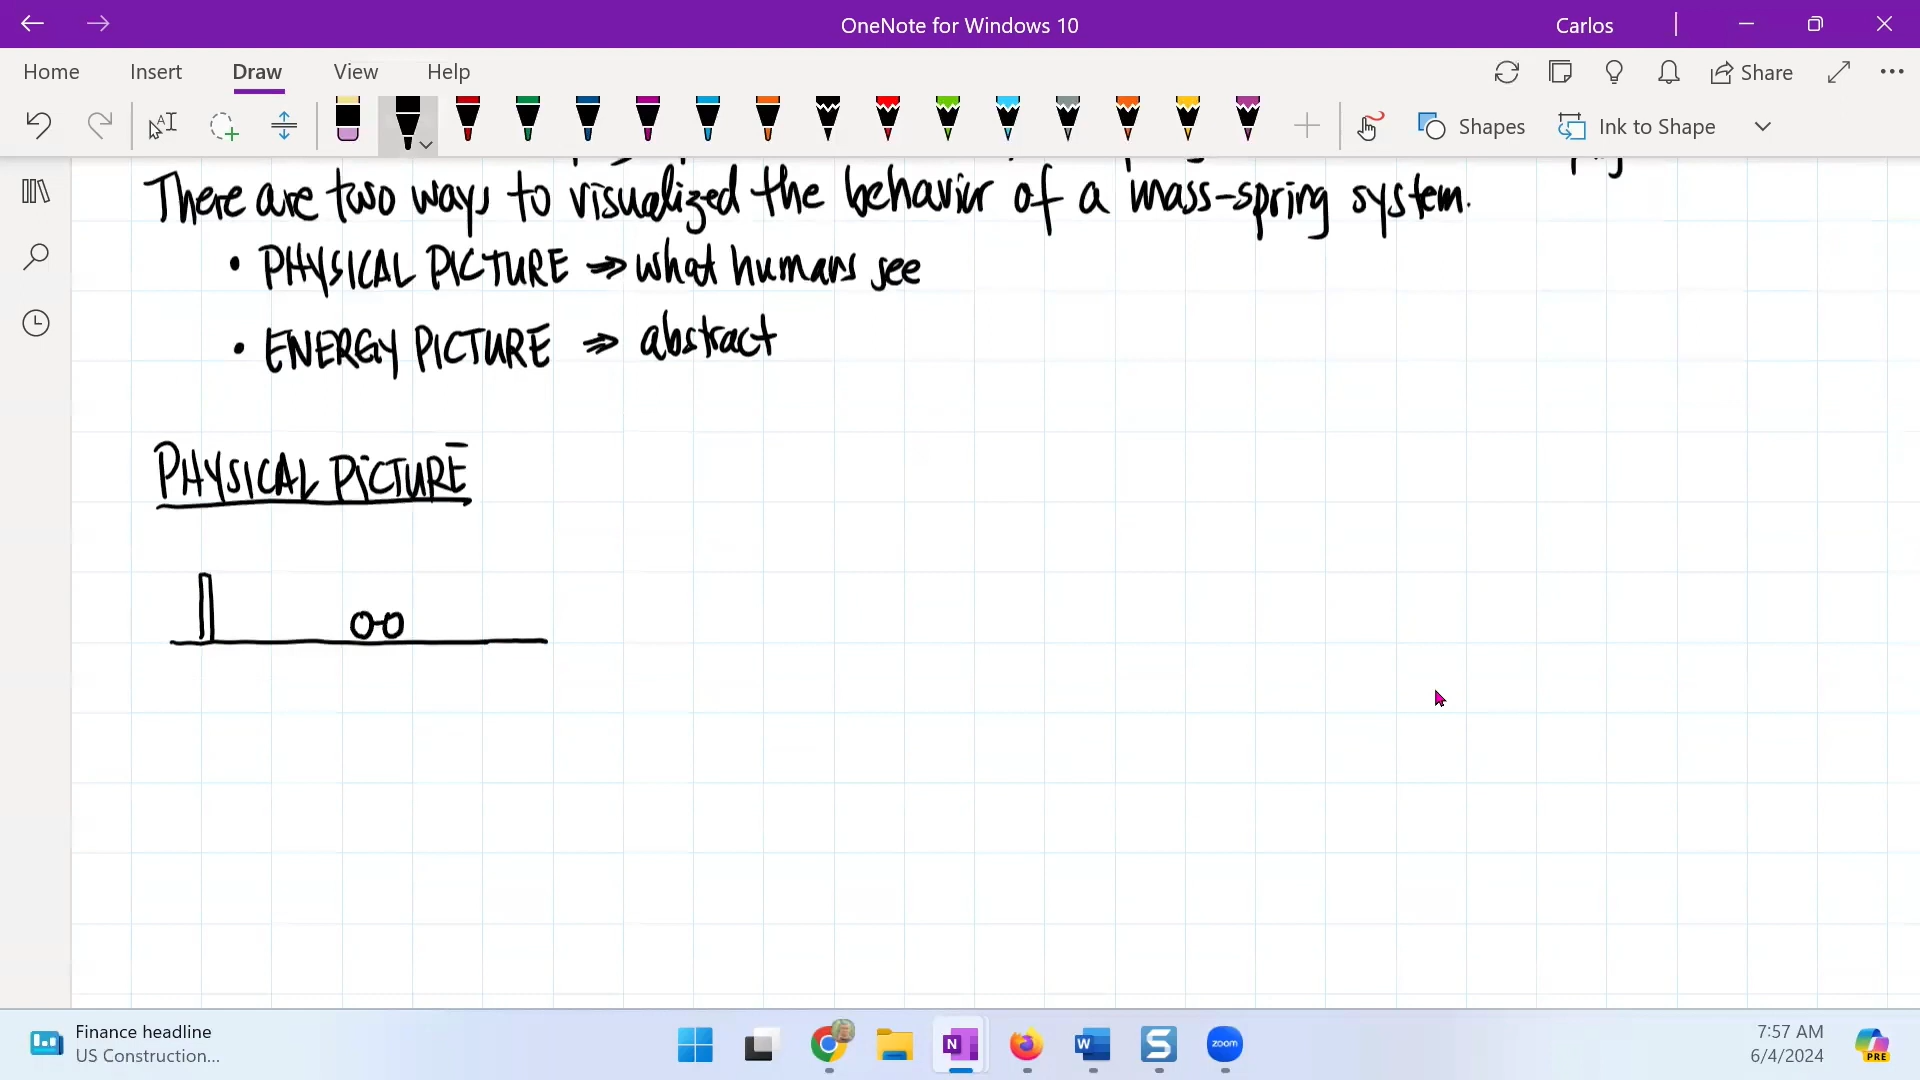 OneNote for Windows 10
Carlos
Home Insert Draw View Help
Share
Shapes
Ink to Shape
There are two ways to visualized the behavior of a mass-spring system.
• PHYSICAL PICTURE ⇒ what humans see
• ENERGY PICTURE ⇒ abstract
PHYSICAL PICTURE
Finance headline
US Construction...
zoom
7:57 AM
6/4/2024
PRE